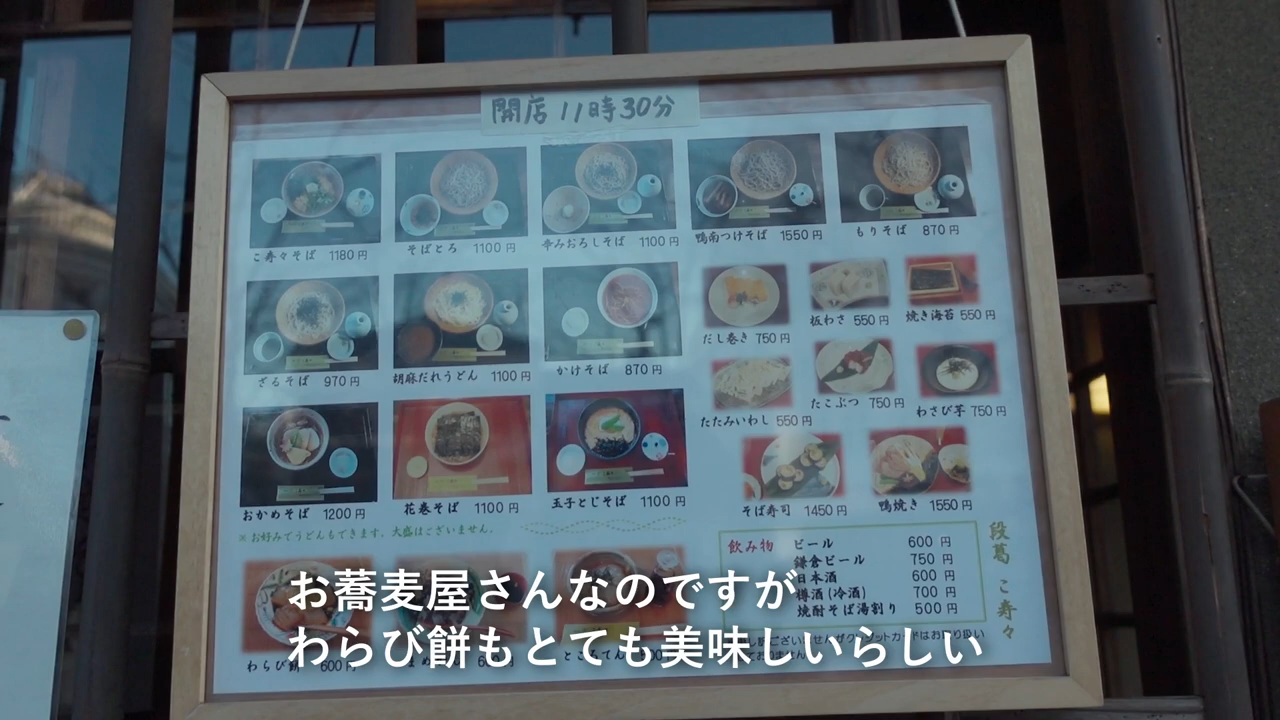 開店 11時30分
こ寿々そば 1180円
そばとろ 1100円
辛みおろしそば 1100円
鴨南つけそば 1550円
もりそば 870円
ざるそば 970円
胡麻だれうどん 1100円
かけそば 870円
だし巻き 750円
板わさ 550円
焼き海苔 550円
たたみいわし 550円
たこぶつ 750円
わさび芋 750円
おかめそば 1200円
花巻そば 1100円
玉子とじそば 1100円
そば寿司 1450円
鴨焼き 1550円
※お好みでうどんもできます。大盛はございません。
飲み物
ビール 600円
鎌倉ビール 750円
日本酒 600円
樽酒(冷酒) 700円
焼酎そば湯割り 500円
段葛 こ寿々
わらび餅 600円
ところてん
お蕎麦屋さんなのですが
わらび餅もとても美味しいらしい